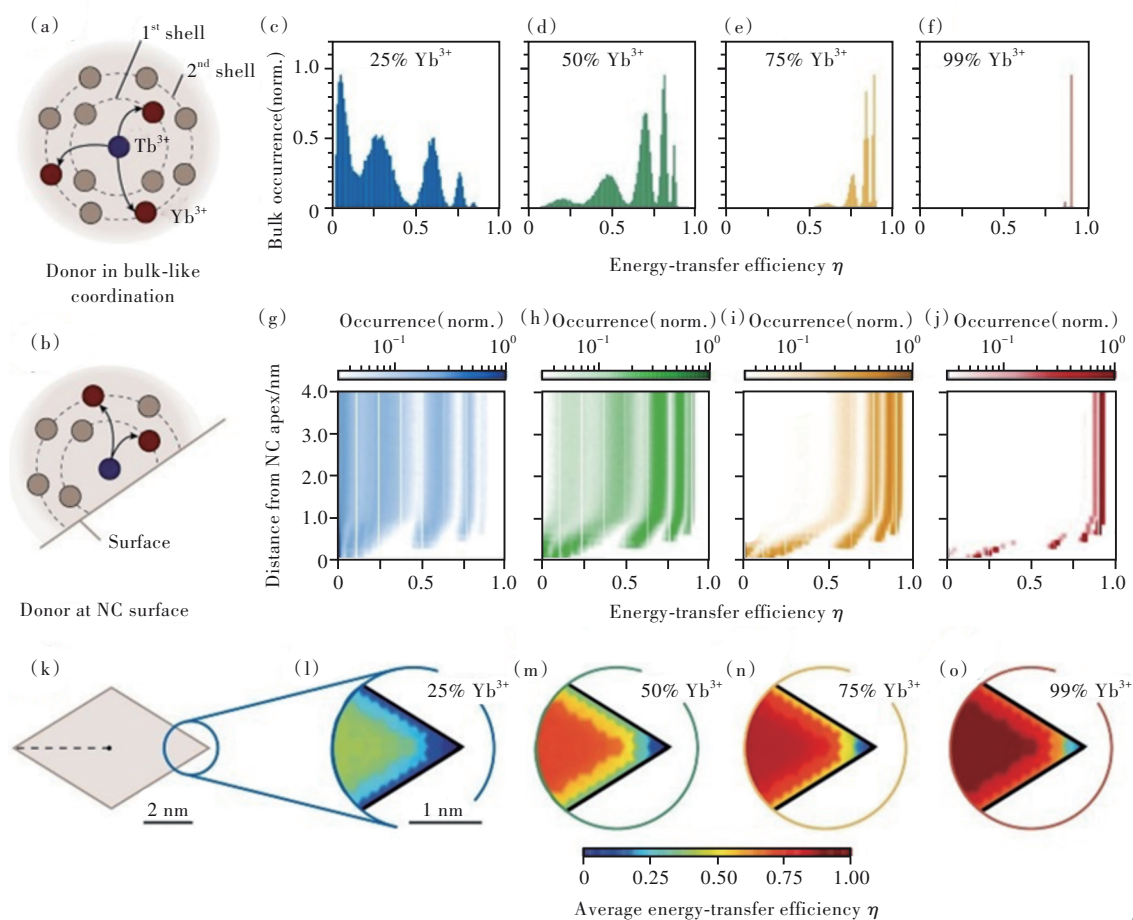 (a)
1st shell
2nd shell
Tb3+
Yb3+
Donor in bulk-like
coordination
(b)
Surface
Donor at NC surface
(c)
(d)
(e)
(f)
25% Yb3+
50% Yb3+
75% Yb3+
99% Yb3+
Bulk occurrence(norm.)
1.0
0.5
0
0
0.5
1.0
0
0.5
1.0
0
0.5
1.0
0
0.5
1.0
Energy-transfer efficiency η
(g)
Occurrence(norm.)
(h)
Occurrence(norm.)
(i)
Occurrence(norm.)
(j)
Occurrence(norm.)
10-1
100
10-1
100
10-1
100
10-1
100
Distance from NC apex/nm
4.0
3.0
2.0
1.0
0
0
0.5
1.0
0
0.5
1.0
0
0.5
1.0
0
0.5
1.0
Energy-transfer efficiency η
(k)
2 nm
(l)
25% Yb3+
1 nm
(m)
50% Yb3+
(n)
75% Yb3+
(o)
99% Yb3+
0
0.25
0.50
0.75
1.00
Average energy-transfer efficiency η